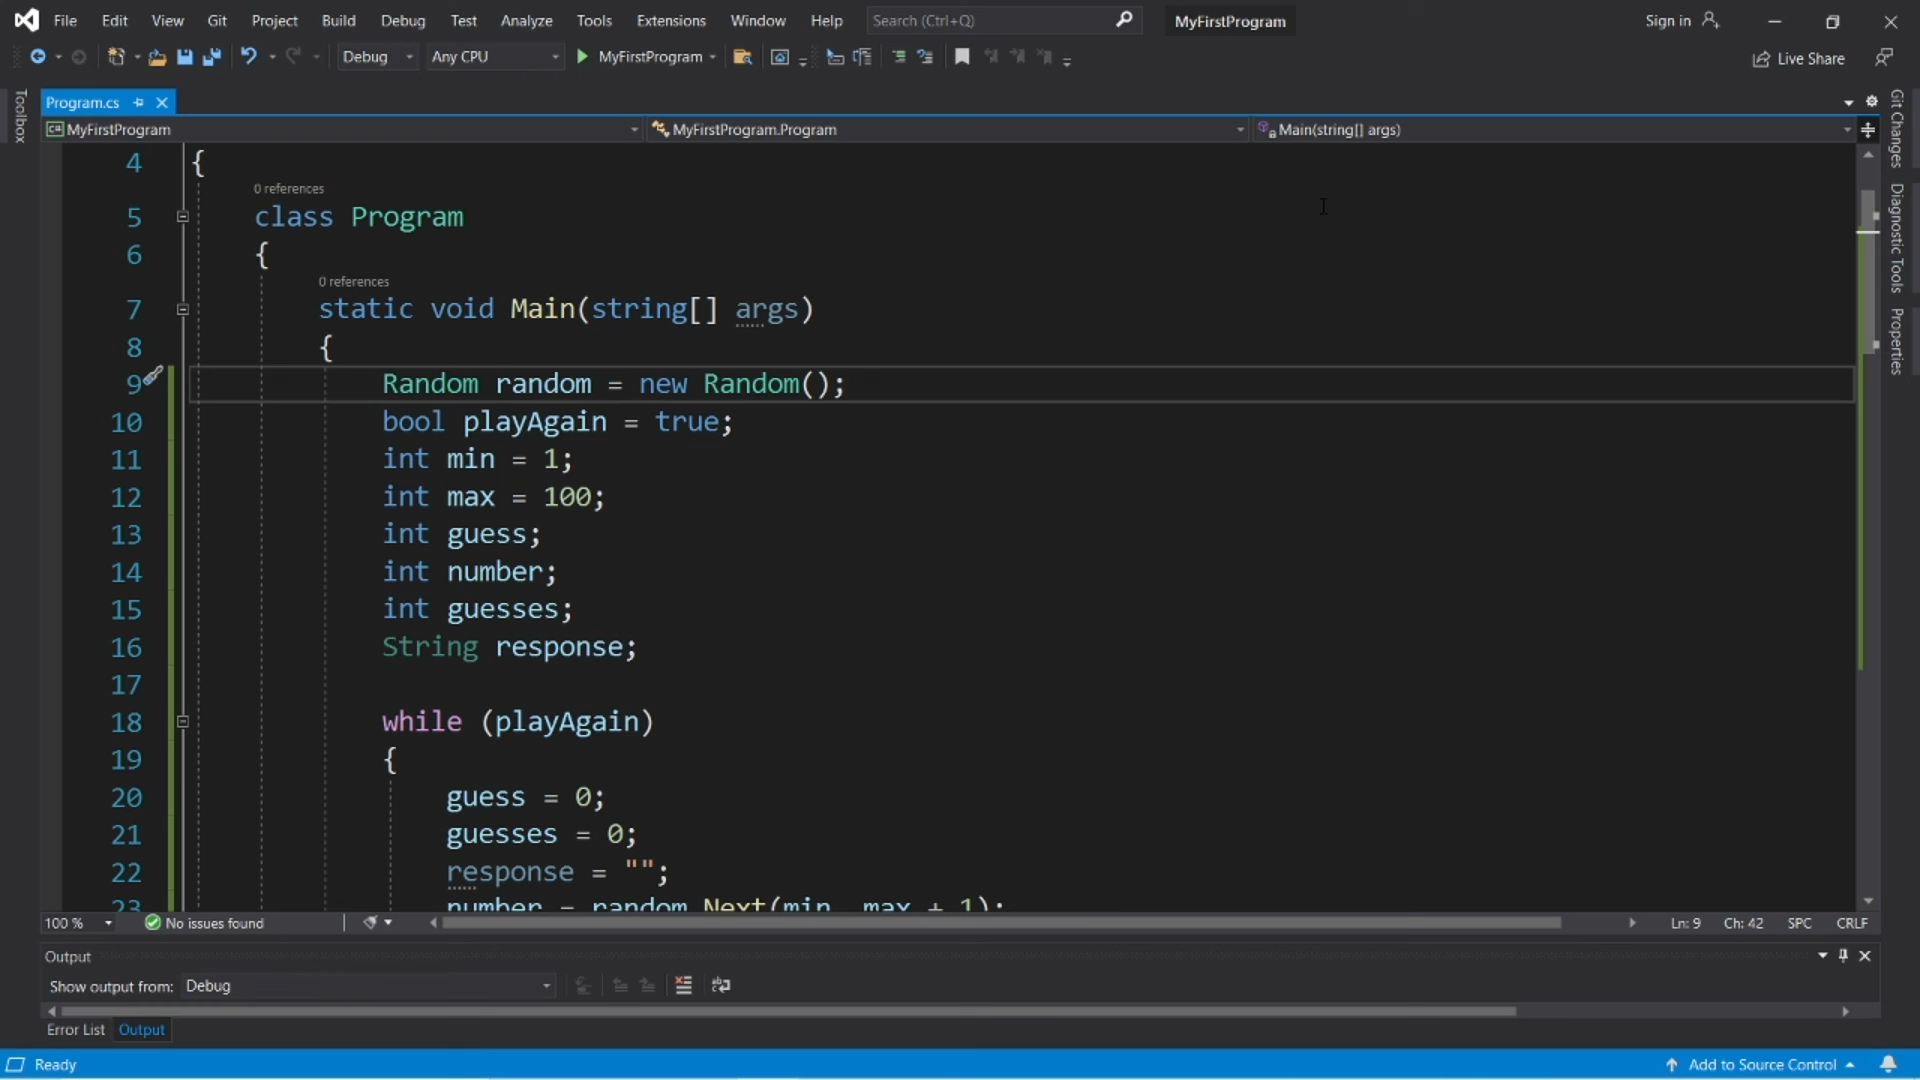 File Edit View Git Project Build Debug Test Analyze Tools Extensions Window Help Search (Ctrl+Q) MyFirstProgram Sign in
Debug Any CPU MyFirstProgram Live Share
Toolbox
Program.cs
MyFirstProgram MyFirstProgram.Program Main(string[] args)
4 {
0 references
5 class Program
6 {
0 references
7 static void Main(string[] args)
8 {
9 Random random = new Random();
10 bool playAgain = true;
11 int min = 1;
12 int max = 100;
13 int guess;
14 int number;
15 int guesses;
16 String response;
17
18 while (playAgain)
19 {
20 guess = 0;
21 guesses = 0;
22 response = "";
23 number = random.Next(min, max + 1);
Git Changes
Diagnostic Tools
Properties
100 % No issues found Ln: 9 Ch: 42 SPC CRLF
Output
Show output from: Debug
Error List Output
Ready Add to Source Control